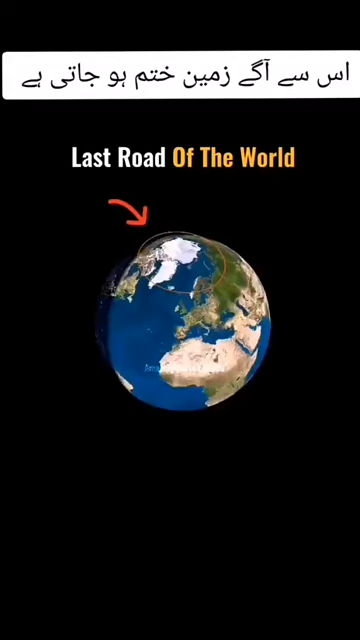 اس سے آگے زمین ختم ہو جاتی ہے
Last Road Of The World